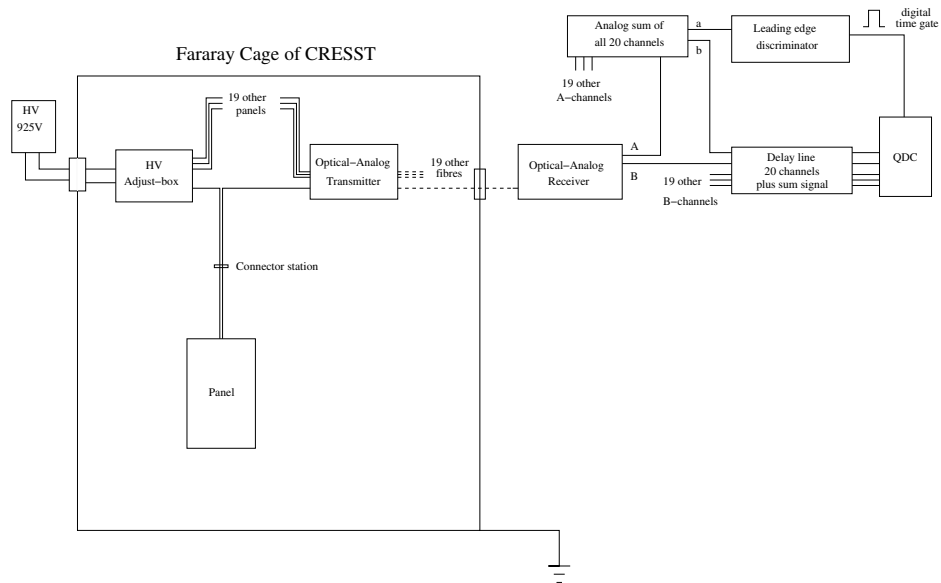 Fararay Cage of CRESST
HV
925V
HV
Adjust−box
19 other
panels
Optical−Analog
Transmitter
19 other
fibres
Connector station
Panel
Optical−Analog
Receiver
A
B
Analog sum of
all 20 channels
a
b
19 other
A−channels
Leading edge
discriminator
digital
time gate
19 other
B−channels
Delay line
20 channels
plus sum signal
QDC